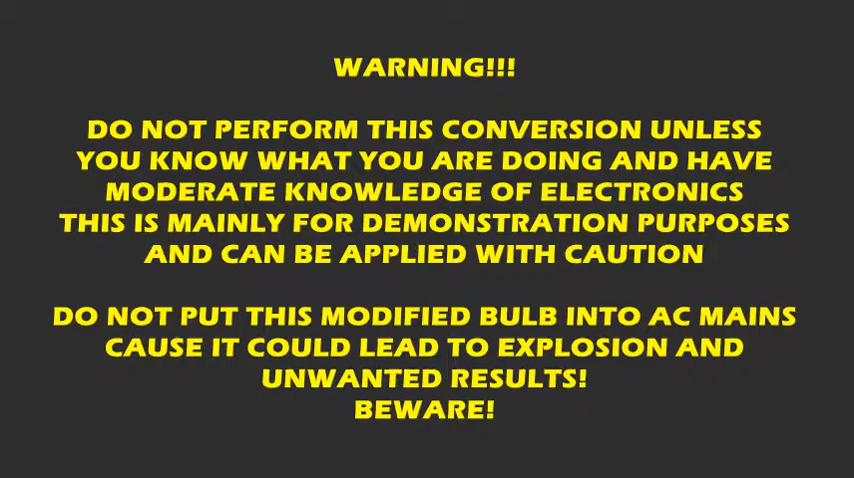 WARNING!!!
DO NOT PERFORM THIS CONVERSION UNLESS
YOU KNOW WHAT YOU ARE DOING AND HAVE
MODERATE KNOWLEDGE OF ELECTRONICS
THIS IS MAINLY FOR DEMONSTRATION PURPOSES
AND CAN BE APPLIED WITH CAUTION
DO NOT PUT THIS MODIFIED BULB INTO AC MAINS
CAUSE IT COULD LEAD TO EXPLOSION AND
UNWANTED RESULTS!
BEWARE!